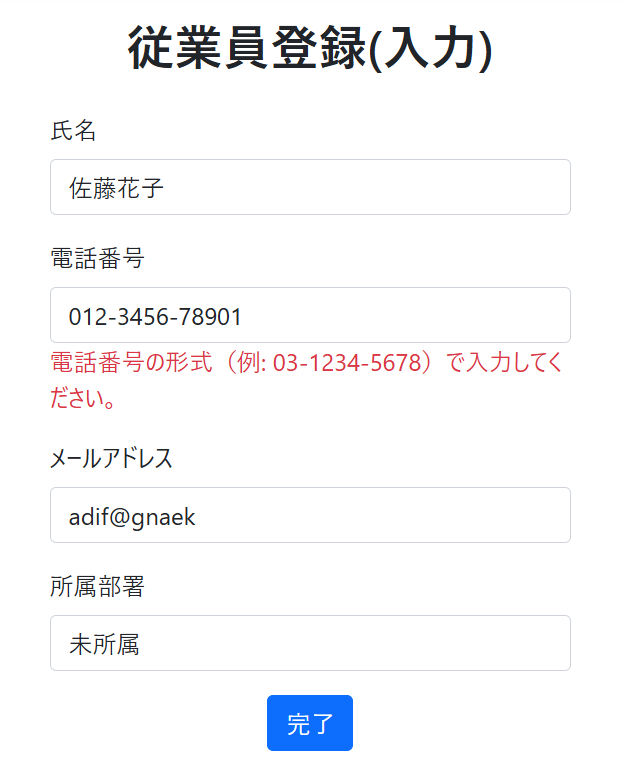 従業員登録(入力)
氏名
佐藤花子
電話番号
012-3456-78901
電話番号の形式（例: 03-1234-5678）で入力してく
ださい。
メールアドレス
adif@gnaek
所属部署
未所属
完了